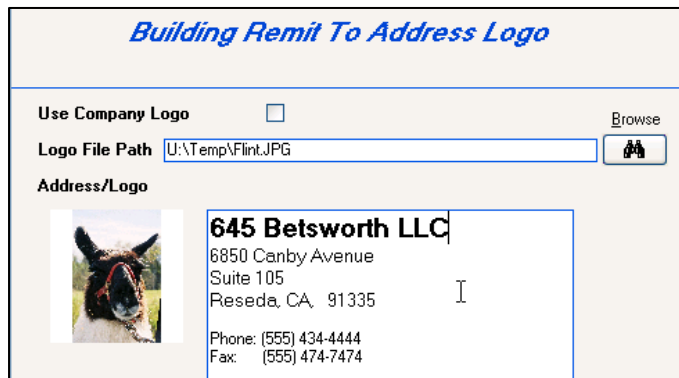 Building Remit To Address Logo
Use Company Logo
Browse
Logo File Path U:\Temp\Flint.JPG
Address/Logo
645 Betsworth LLC
6850 Canby Avenue
Suite 105
Reseda, CA, 91335
Phone: (555) 434-4444
Fax: (555) 474-7474